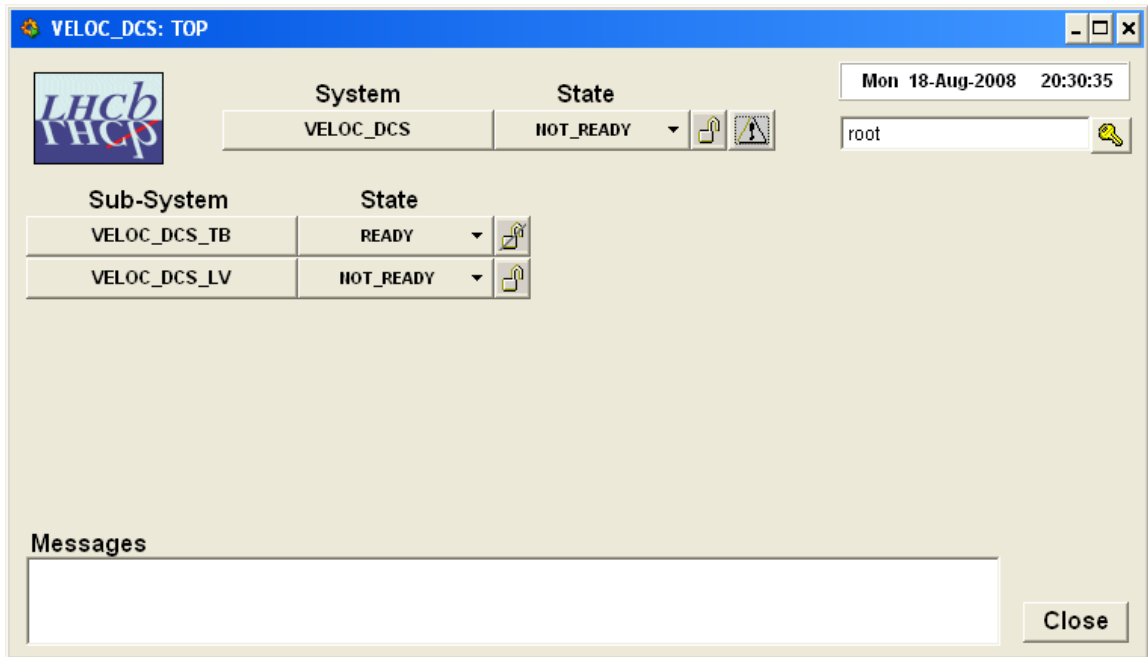 VELOC_DCS: TOP
LHCb
System State Mon 18-Aug-2008 20:30:35
VELOC_DCS NOT_READY root
Sub-System State
VELOC_DCS_TB READY
VELOC_DCS_LV NOT_READY
Messages
Close